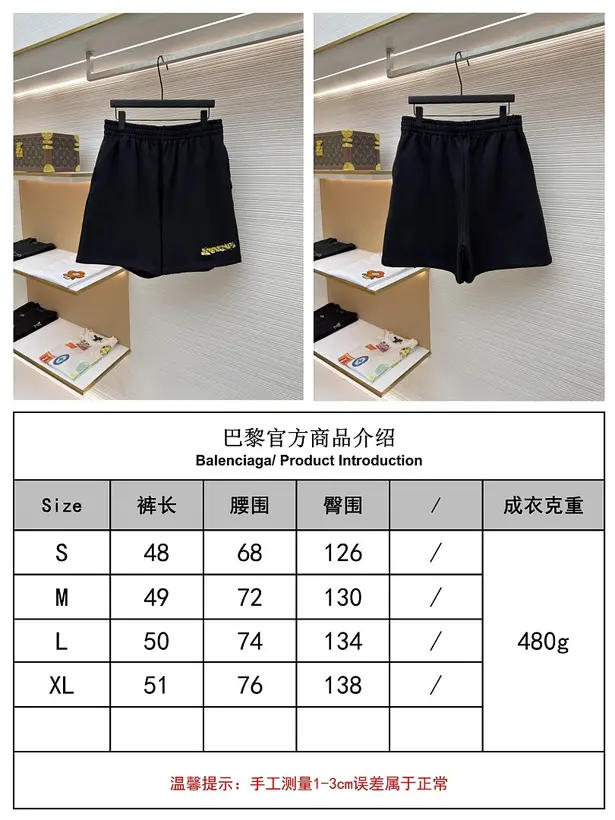 巴黎官方商品介绍
Balenciaga/ Product Introduction
Size 裤长 腰围 臀围 / 成衣克重
S 48 68 126 /
M 49 72 130 /
L 50 74 134 /
XL 51 76 138 /
480g
温馨提示：手工测量1-3cm误差属于正常